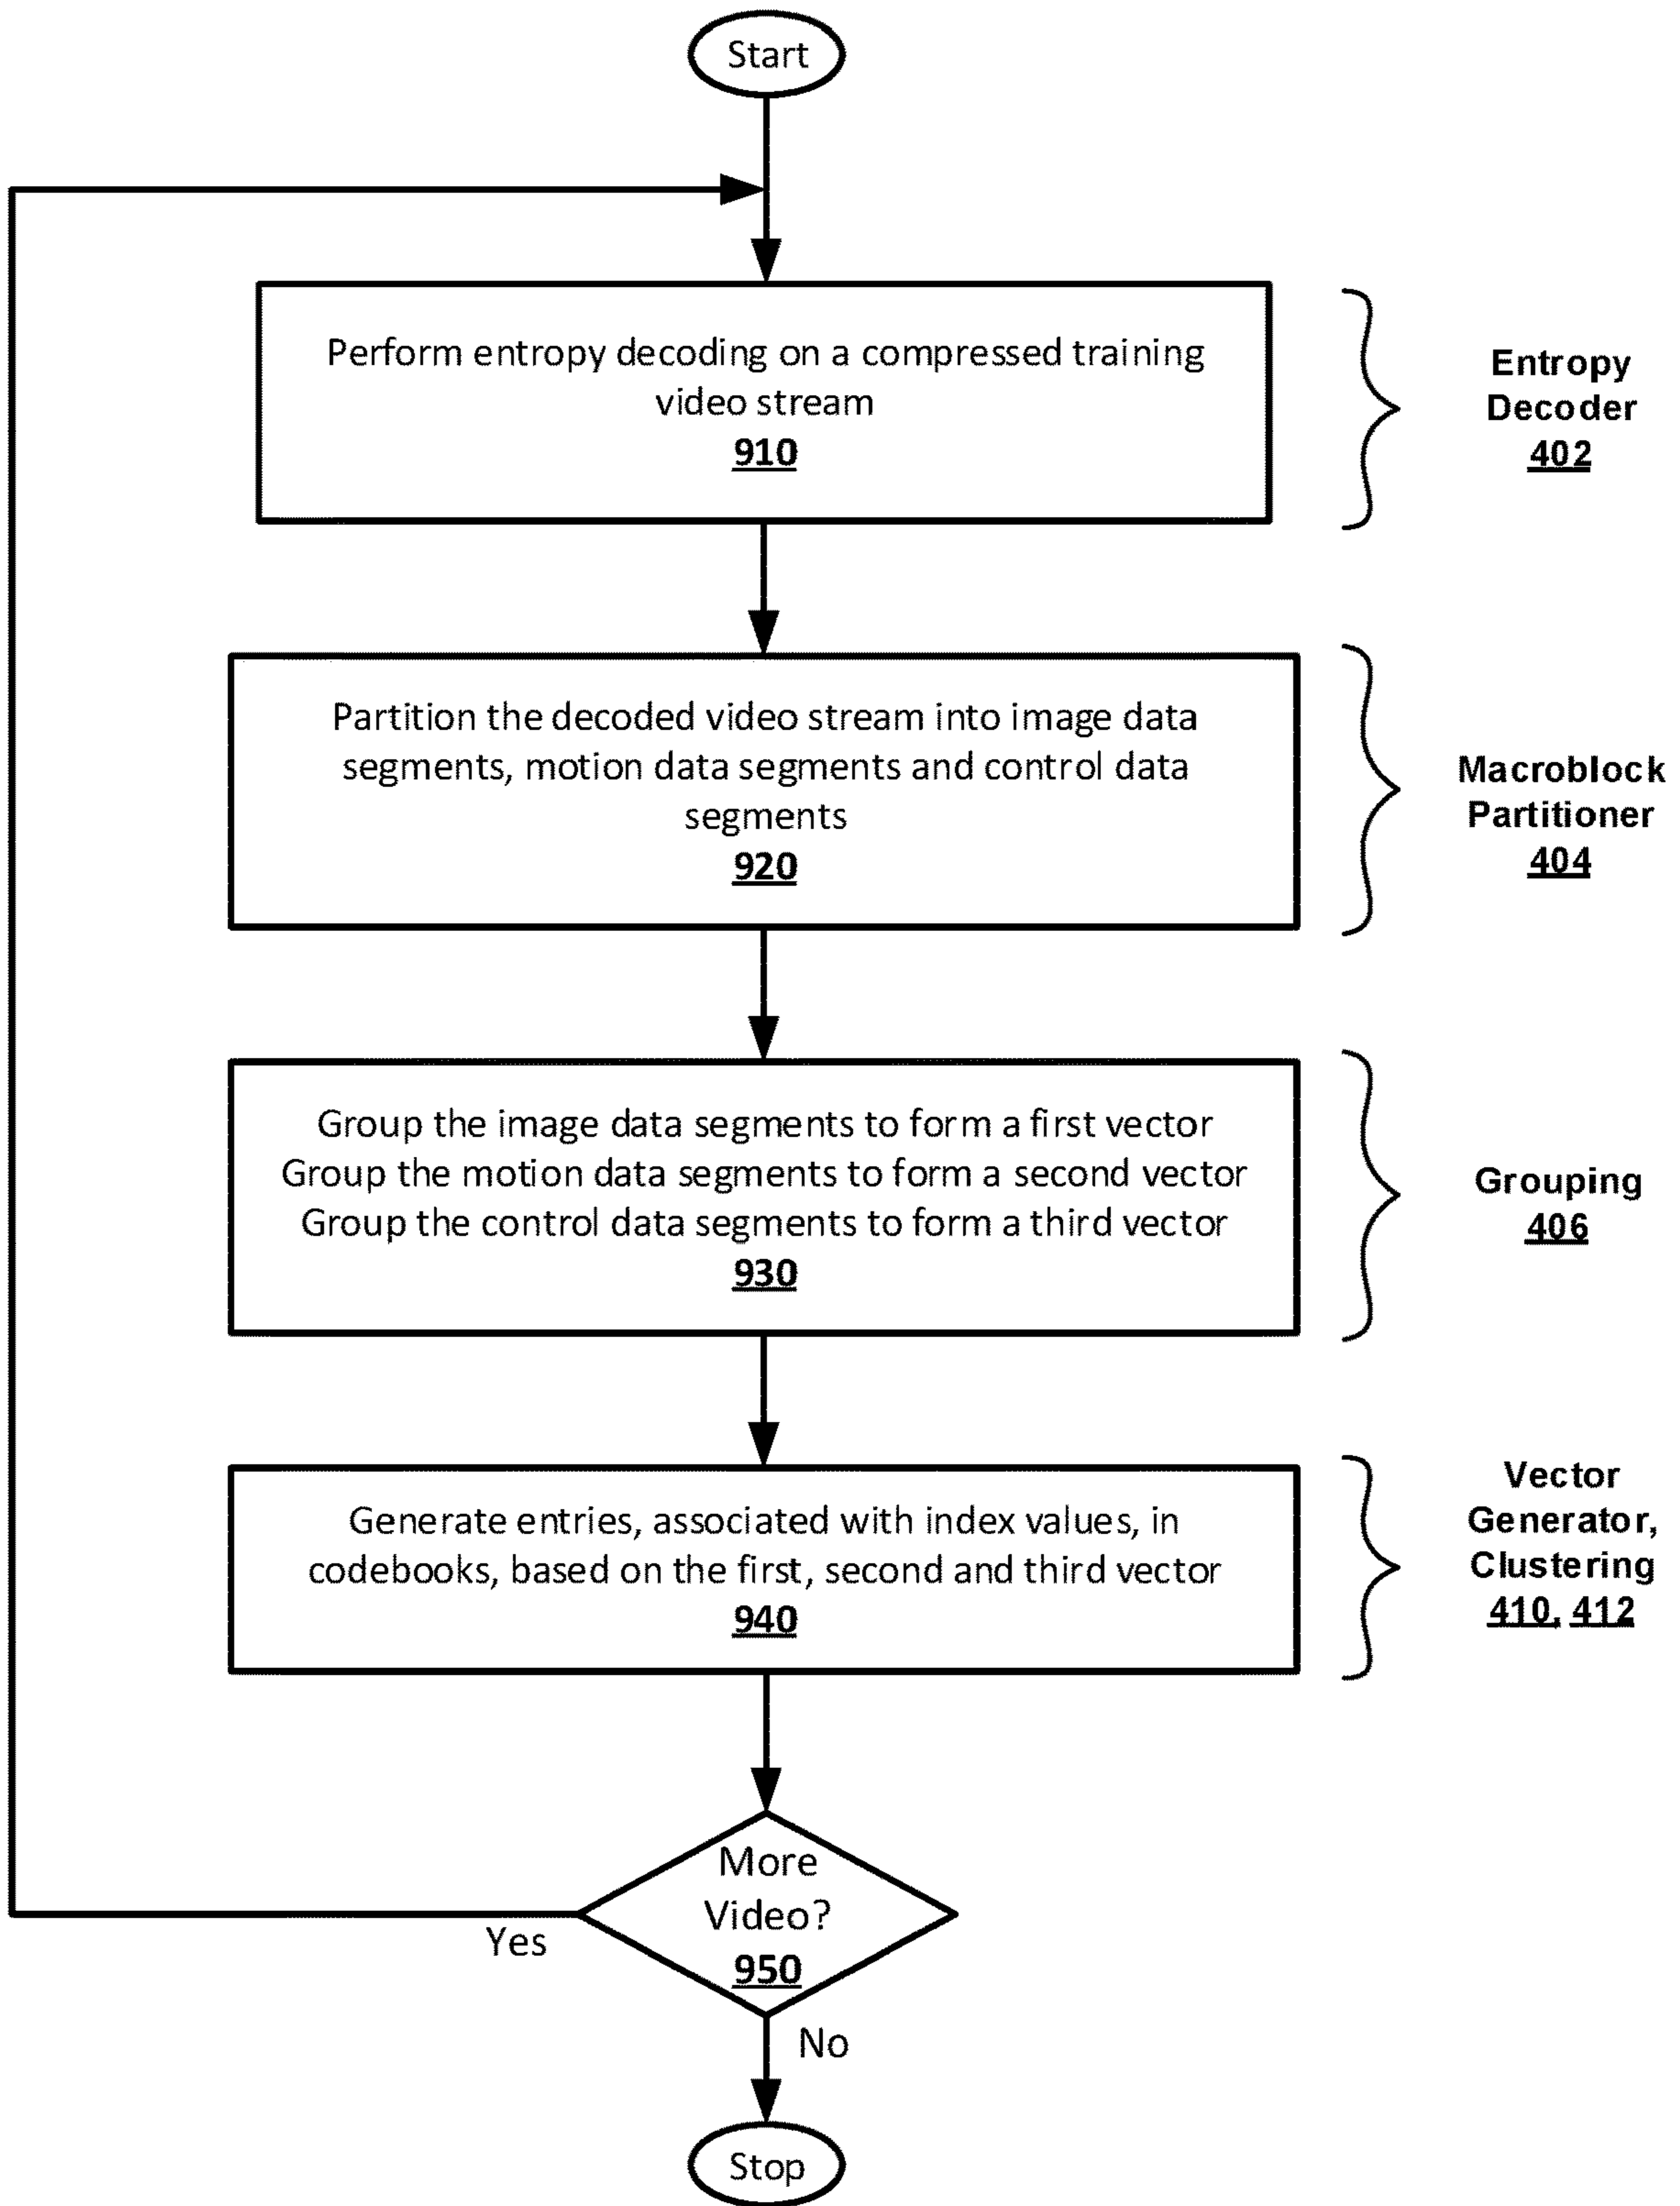 Start
Perform entropy decoding on a compressed training
video stream
910
Entropy
Decoder
402
Partition the decoded video stream into image data
segments, motion data segments and control data
segments
920
Macroblock
Partitioner
404
Group the image data segments to form a first vector
Group the motion data segments to form a second vector
Group the control data segments to form a third vector
930
Grouping
406
Generate entries, associated with index values, in
codebooks, based on the first, second and third vector
940
Vector
Generator,
Clustering
410, 412
More
Video?
950
Yes
No
Stop